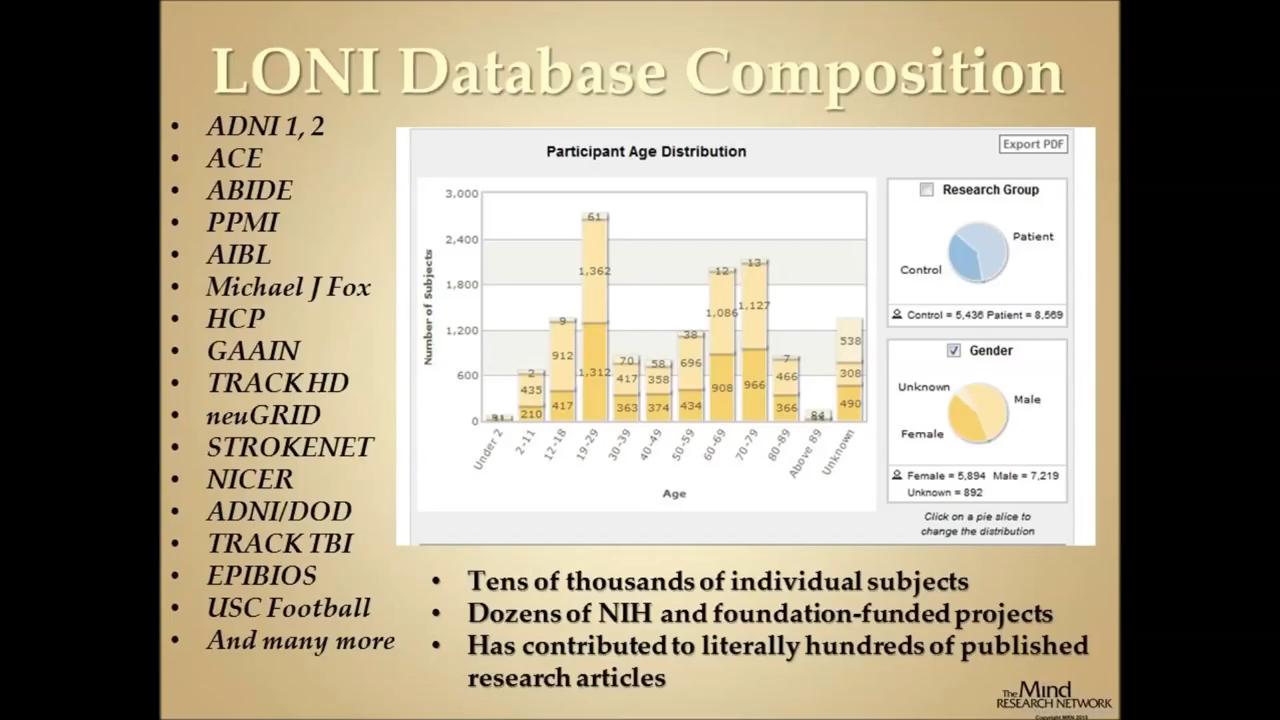 LONI Database Composition
• ADNI 1, 2
• ACE
• ABIDE
• PPMI
• AIBL
• Michael J Fox
• HCP
• GAAIN
• TRACK HD
• neuGRID
• STROKENET
• NICER
• ADNI/DOD
• TRACK TBI
• EPIBIOS
• USC Football
• And many more
Participant Age Distribution
Export PDF
Number of Subjects
3,000
2,400
1,800
1,200
600
0
2
435
210
9
912
417
61
1,362
1,312
70
417
363
58
358
374
38
696
434
12
1,086
908
13
1,127
966
7
466
366
84
538
308
490
Under 2
2-11
12-18
19-29
30-39
40-49
50-59
60-69
70-79
80-89
Above 89
Unknown
Age
Research Group
Patient
Control
Control = 5,436 Patient = 8,569
Gender
Unknown
Male
Female
Female = 5,894 Male = 7,219
Unknown = 892
Click on a pie slice to
change the distribution
• Tens of thousands of individual subjects
• Dozens of NIH and foundation-funded projects
• Has contributed to literally hundreds of published
research articles
The Mind
RESEARCH NETWORK
Copyright MRN 2015